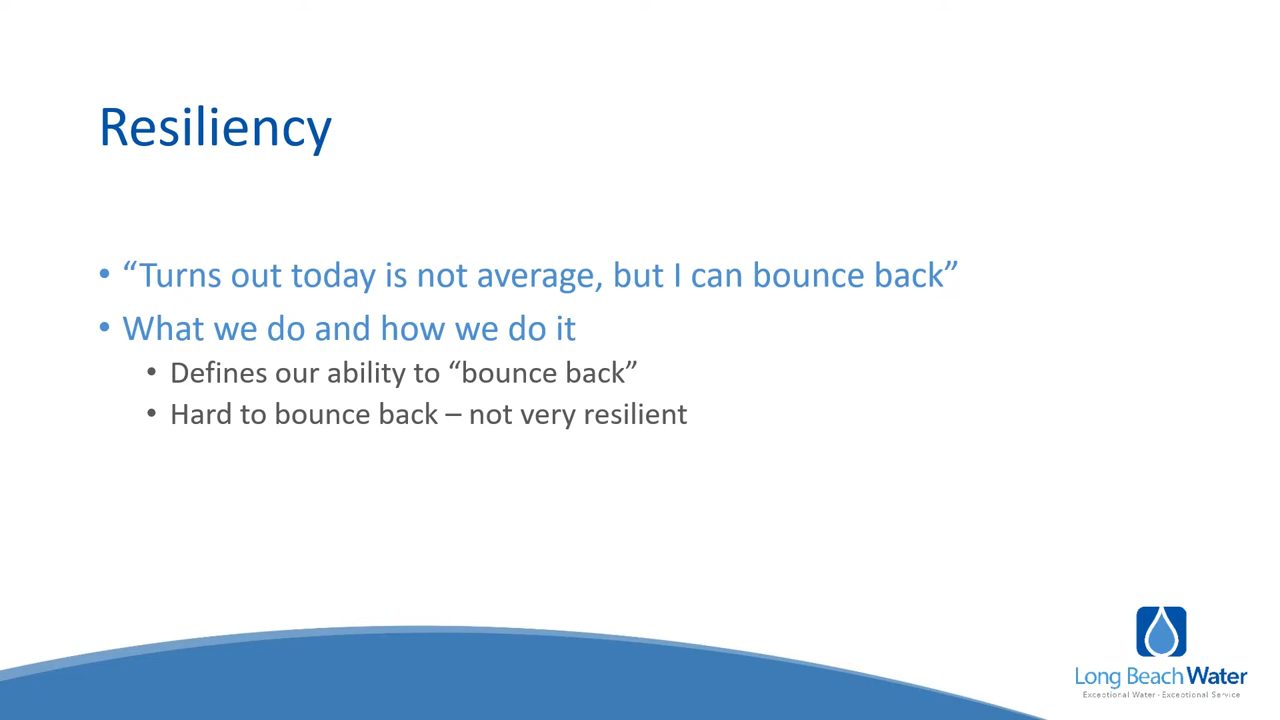 Resiliency
• “Turns out today is not average, but I can bounce back”
• What we do and how we do it
• Defines our ability to “bounce back”
• Hard to bounce back – not very resilient
Long Beach Water
Exceptional Water - Exceptional Service